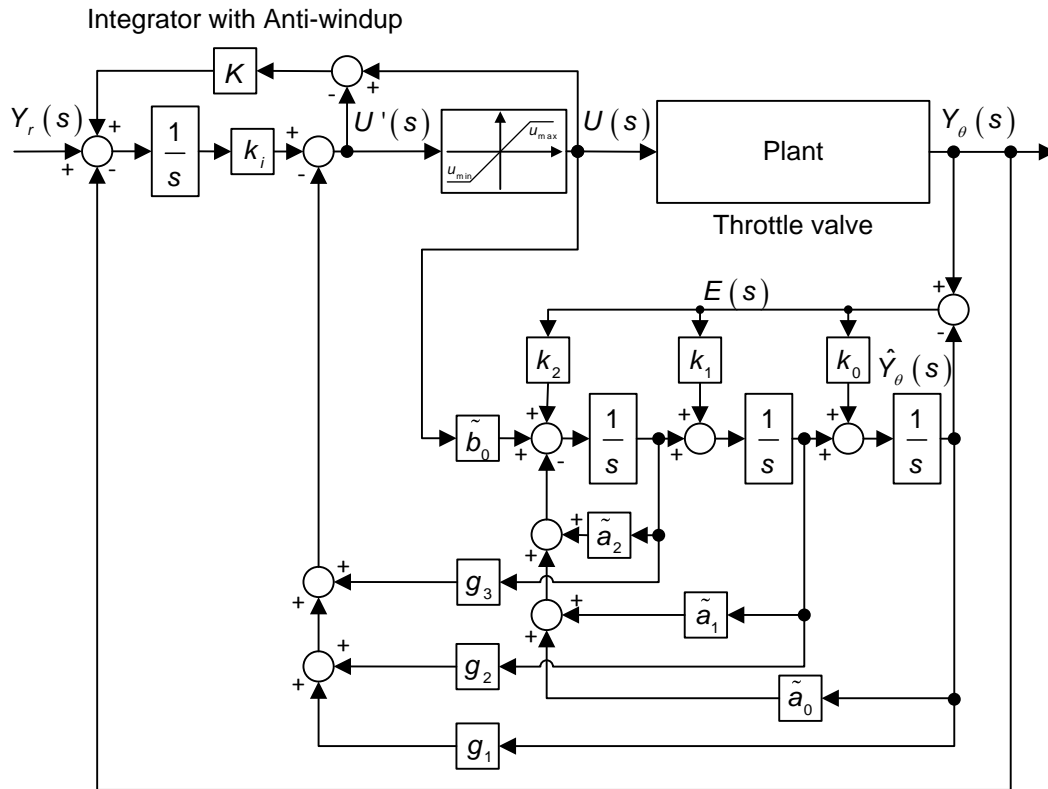 Integrator with Anti-windup
K
Y_r(s)
+
+
-
1/s
k_i
+
-
U'(s)
-
+
u_max
u_min
U(s)
Plant
Throttle valve
Y_θ(s)
+
-
E(s)
k_2
k_1
k_0
Ŷ_θ(s)
b̃_0
+
+
-
1/s
+
+
1/s
+
+
1/s
+
ã_2
+
g_3
+
+
+
ã_1
+
g_2
+
+
ã_0
g_1